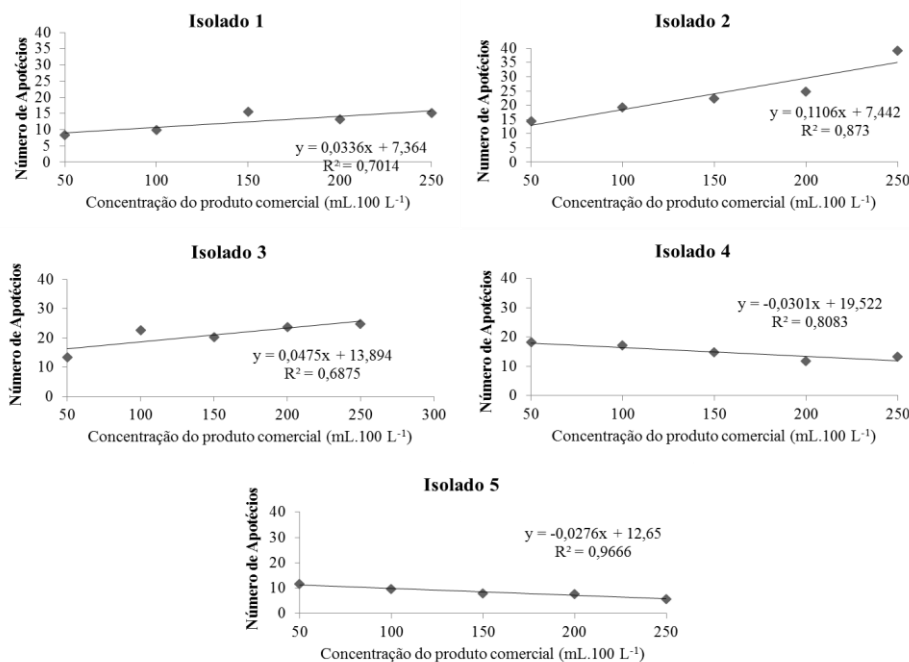 Isolado 1
Número de Apotécios
40
35
30
25
20
15
10
5
0
y = 0,0336x + 7,364
R² = 0,7014
50 100 150 200 250
Concentração do produto comercial (mL.100 L⁻¹)
Isolado 2
Numero de Apotécios
40
35
30
25
20
15
10
5
0
y = 0,1106x + 7,442
R² = 0,873
50 100 150 200 250
Concentração do produto comercial (mL.100 L⁻¹)
Isolado 3
Número de Apotécios
40
30
20
10
0
y = 0,0475x + 13,894
R² = 0,6875
50 100 150 200 250 300
Concentração do produto comercial (mL.100 L⁻¹)
Isolado 4
Número de Apotécios
40
30
20
10
0
y = -0,0301x + 19,522
R² = 0,8083
50 100 150 200 250
Concentração do produto comercial (mL.100 L⁻¹)
Isolado 5
Número de Apotécios
40
30
20
10
0
y = -0,0276x + 12,65
R² = 0,9666
50 100 150 200 250
Concentração do produto comercial (mL.100 L⁻¹)